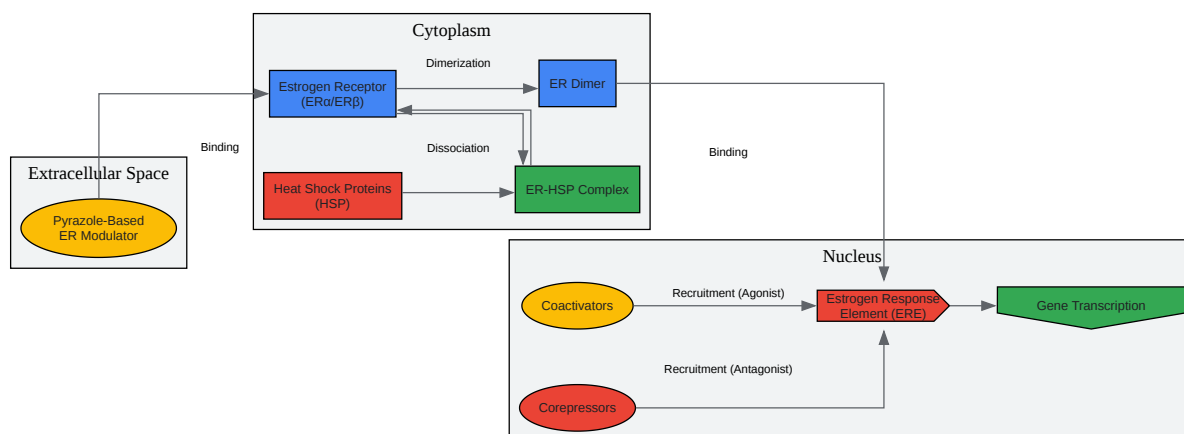 Cytoplasm
Dimerization
Estrogen Receptor
(ERα/ERβ)
ER Dimer
Binding
Dissociation
Binding
Extracellular Space
Heat Shock Proteins
(HSP)
ER-HSP Complex
Pyrazole-Based
ER Modulator
Nucleus
Coactivators
Recruitment (Agonist)
Estrogen Response
Element (ERE)
Gene Transcription
Recruitment (Antagonist)
Corepressors